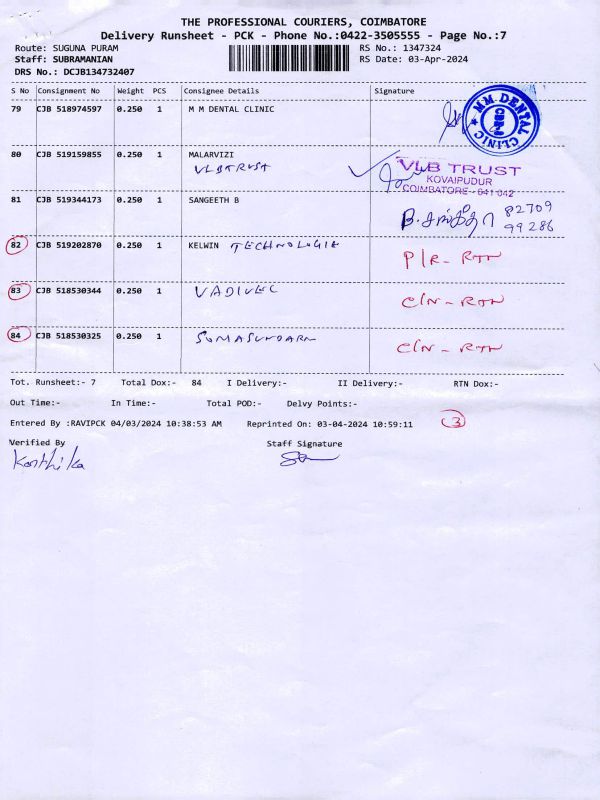 THE PROFESSIONAL COURIERS, COIMBATORE
Delivery Runsheet - PCK - Phone No.:0422-3505555 - Page No.:7
Route: SUGUNA PURAM RS No.: 1347324
Staff: SUBRAMANIAN RS Date: 03-Apr-2024
DRS No.: DCJB134732407
S No Consignment No Weight PCS Consignee Details Signature
79 CJB 518974597 0.250 1 M M DENTAL CLINIC
MM DENTAL CLINIC
CBE
80 CJB 519159855 0.250 1 MALARVIZI
VLBTRUST
VLB TRUST
KOVAIPUDUR
COIMBATORE - 641 042
81 CJB 519344173 0.250 1 SANGEETH B
82709
99286
82 CJB 519202870 0.250 1 KELWIN TECHNOLOGIE P/R- RTN
83 CJB 518530344 0.250 1 VADIVEL C/N - RTN
84 CJB 518530325 0.250 1 SOMASUNDARM C/N - RTN
Tot. Runsheet:- 7 Total Dox:- 84 I Delivery:- II Delivery:- RTN Dox:-
Out Time:- In Time:- Total POD:- Delvy Points:-
Entered By :RAVIPCK 04/03/2024 10:38:53 AM Reprinted On: 03-04-2024 10:59:11 3
Verified By Staff Signature
Karthika